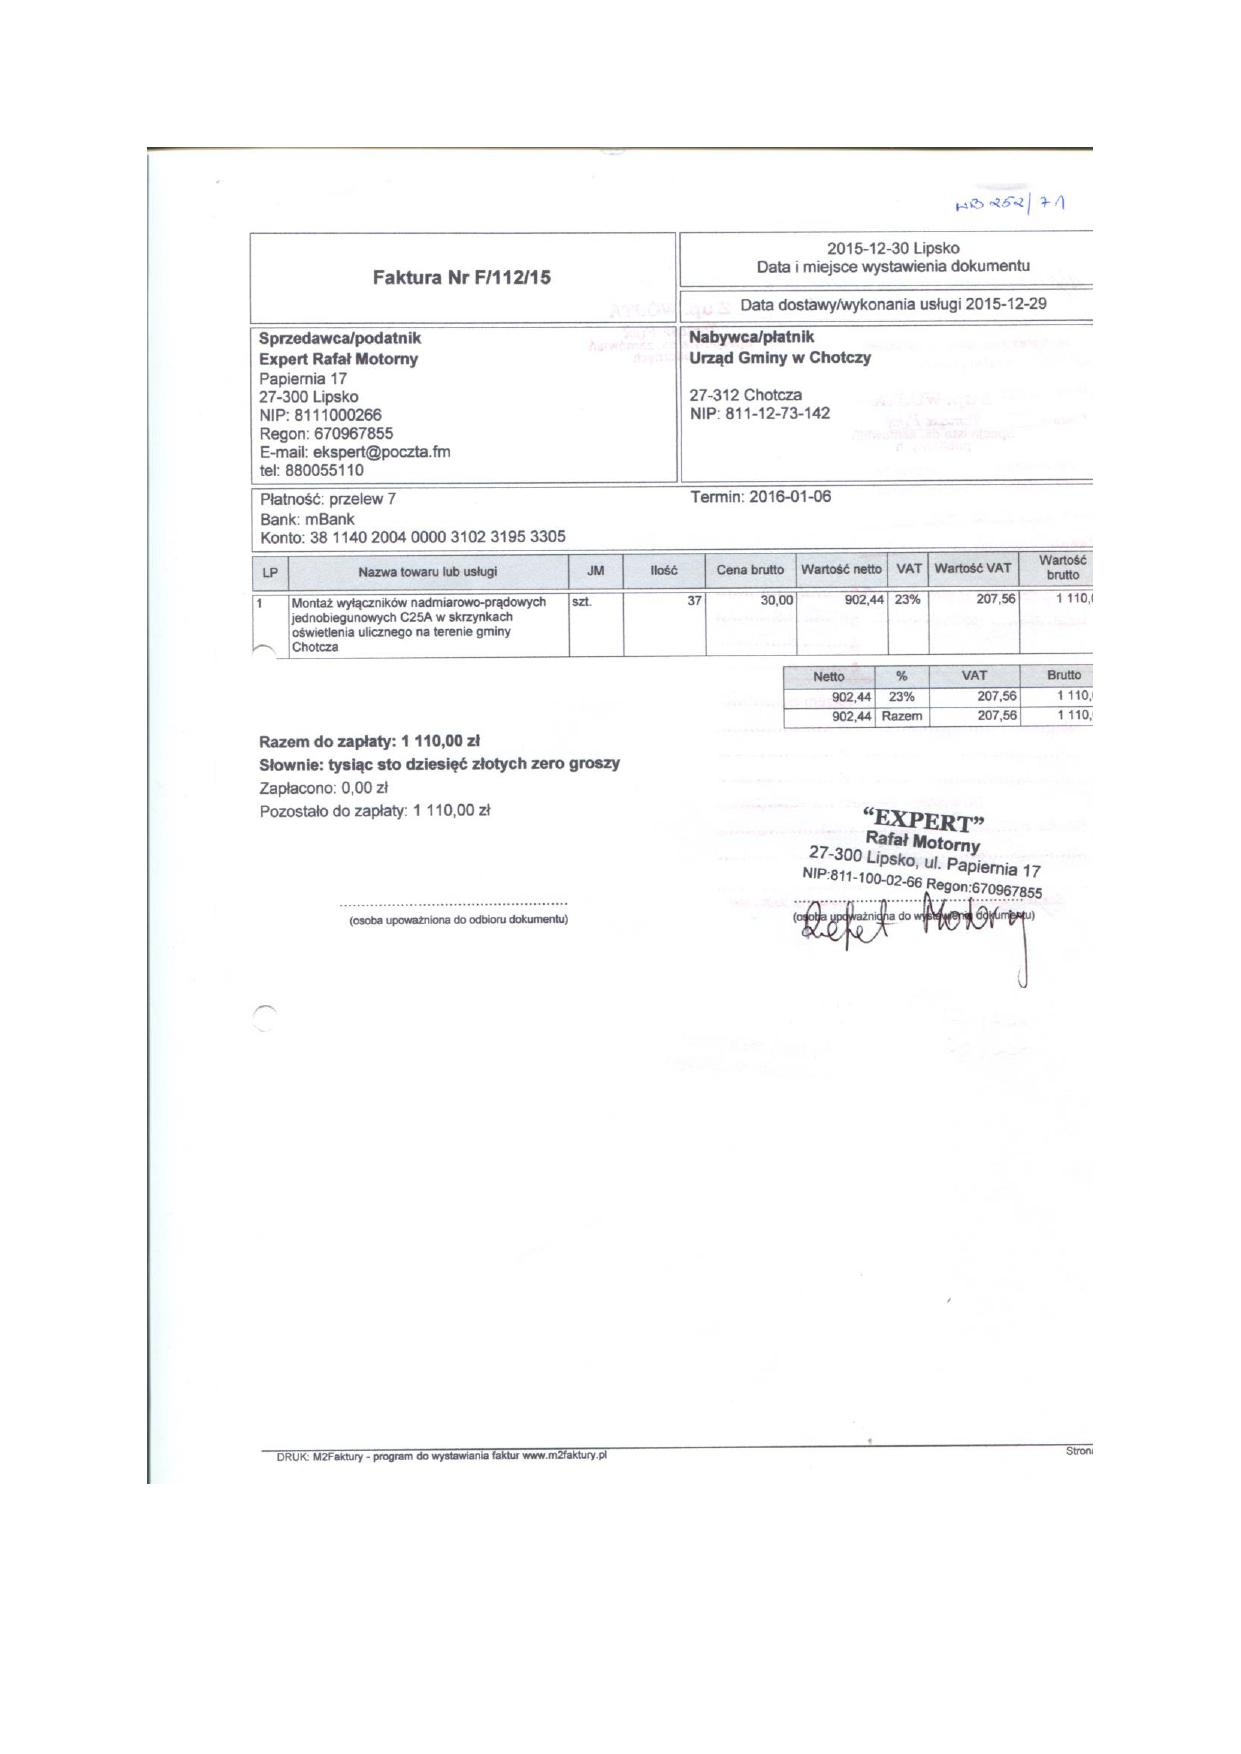 HB 252/71
Faktura Nr F/112/15
2015-12-30 Lipsko
Data i miejsce wystawienia dokumentu
Data dostawy/wykonania usługi 2015-12-29
Sprzedawca/podatnik
Expert Rafał Motorny
Papiernia 17
27-300 Lipsko
NIP: 8111000266
Regon: 670967855
E-mail: ekspert@poczta.fm
tel: 880055110
Nabywca/płatnik
Urząd Gminy w Chotczy
27-312 Chotcza
NIP: 811-12-73-142
Płatność: przelew 7
Termin: 2016-01-06
Bank: mBank
Konto: 38 1140 2004 0000 3102 3195 3305
LP Nazwa towaru lub usługi JM Ilość Cena brutto Wartość netto VAT Wartość VAT Wartość brutto
1 Montaż wyłączników nadmiarowo-prądowych szt. 37 30,00 902,44 23% 207,56 1 110,
jednobiegunowych C25A w skrzynkach
oświetlenia ulicznego na terenie gminy
Chotcza
Netto % VAT Brutto
902,44 23% 207,56 1 110,
902,44 Razem 207,56 1 110,
Razem do zapłaty: 1 110,00 zł
Słownie: tysiąc sto dziesięć złotych zero groszy
Zapłacono: 0,00 zł
Pozostało do zapłaty: 1 110,00 zł
“EXPERT”
Rafał Motorny
27-300 Lipsko, ul. Papiernia 17
NIP:811-100-02-66 Regon:670967855
(osoba upoważniona do odbioru dokumentu)
(osoba upoważniona do wystawienia dokumentu)
Rafał Motorny
DRUK: M2Faktury - program do wystawiania faktur www.m2faktury.pl
Stron